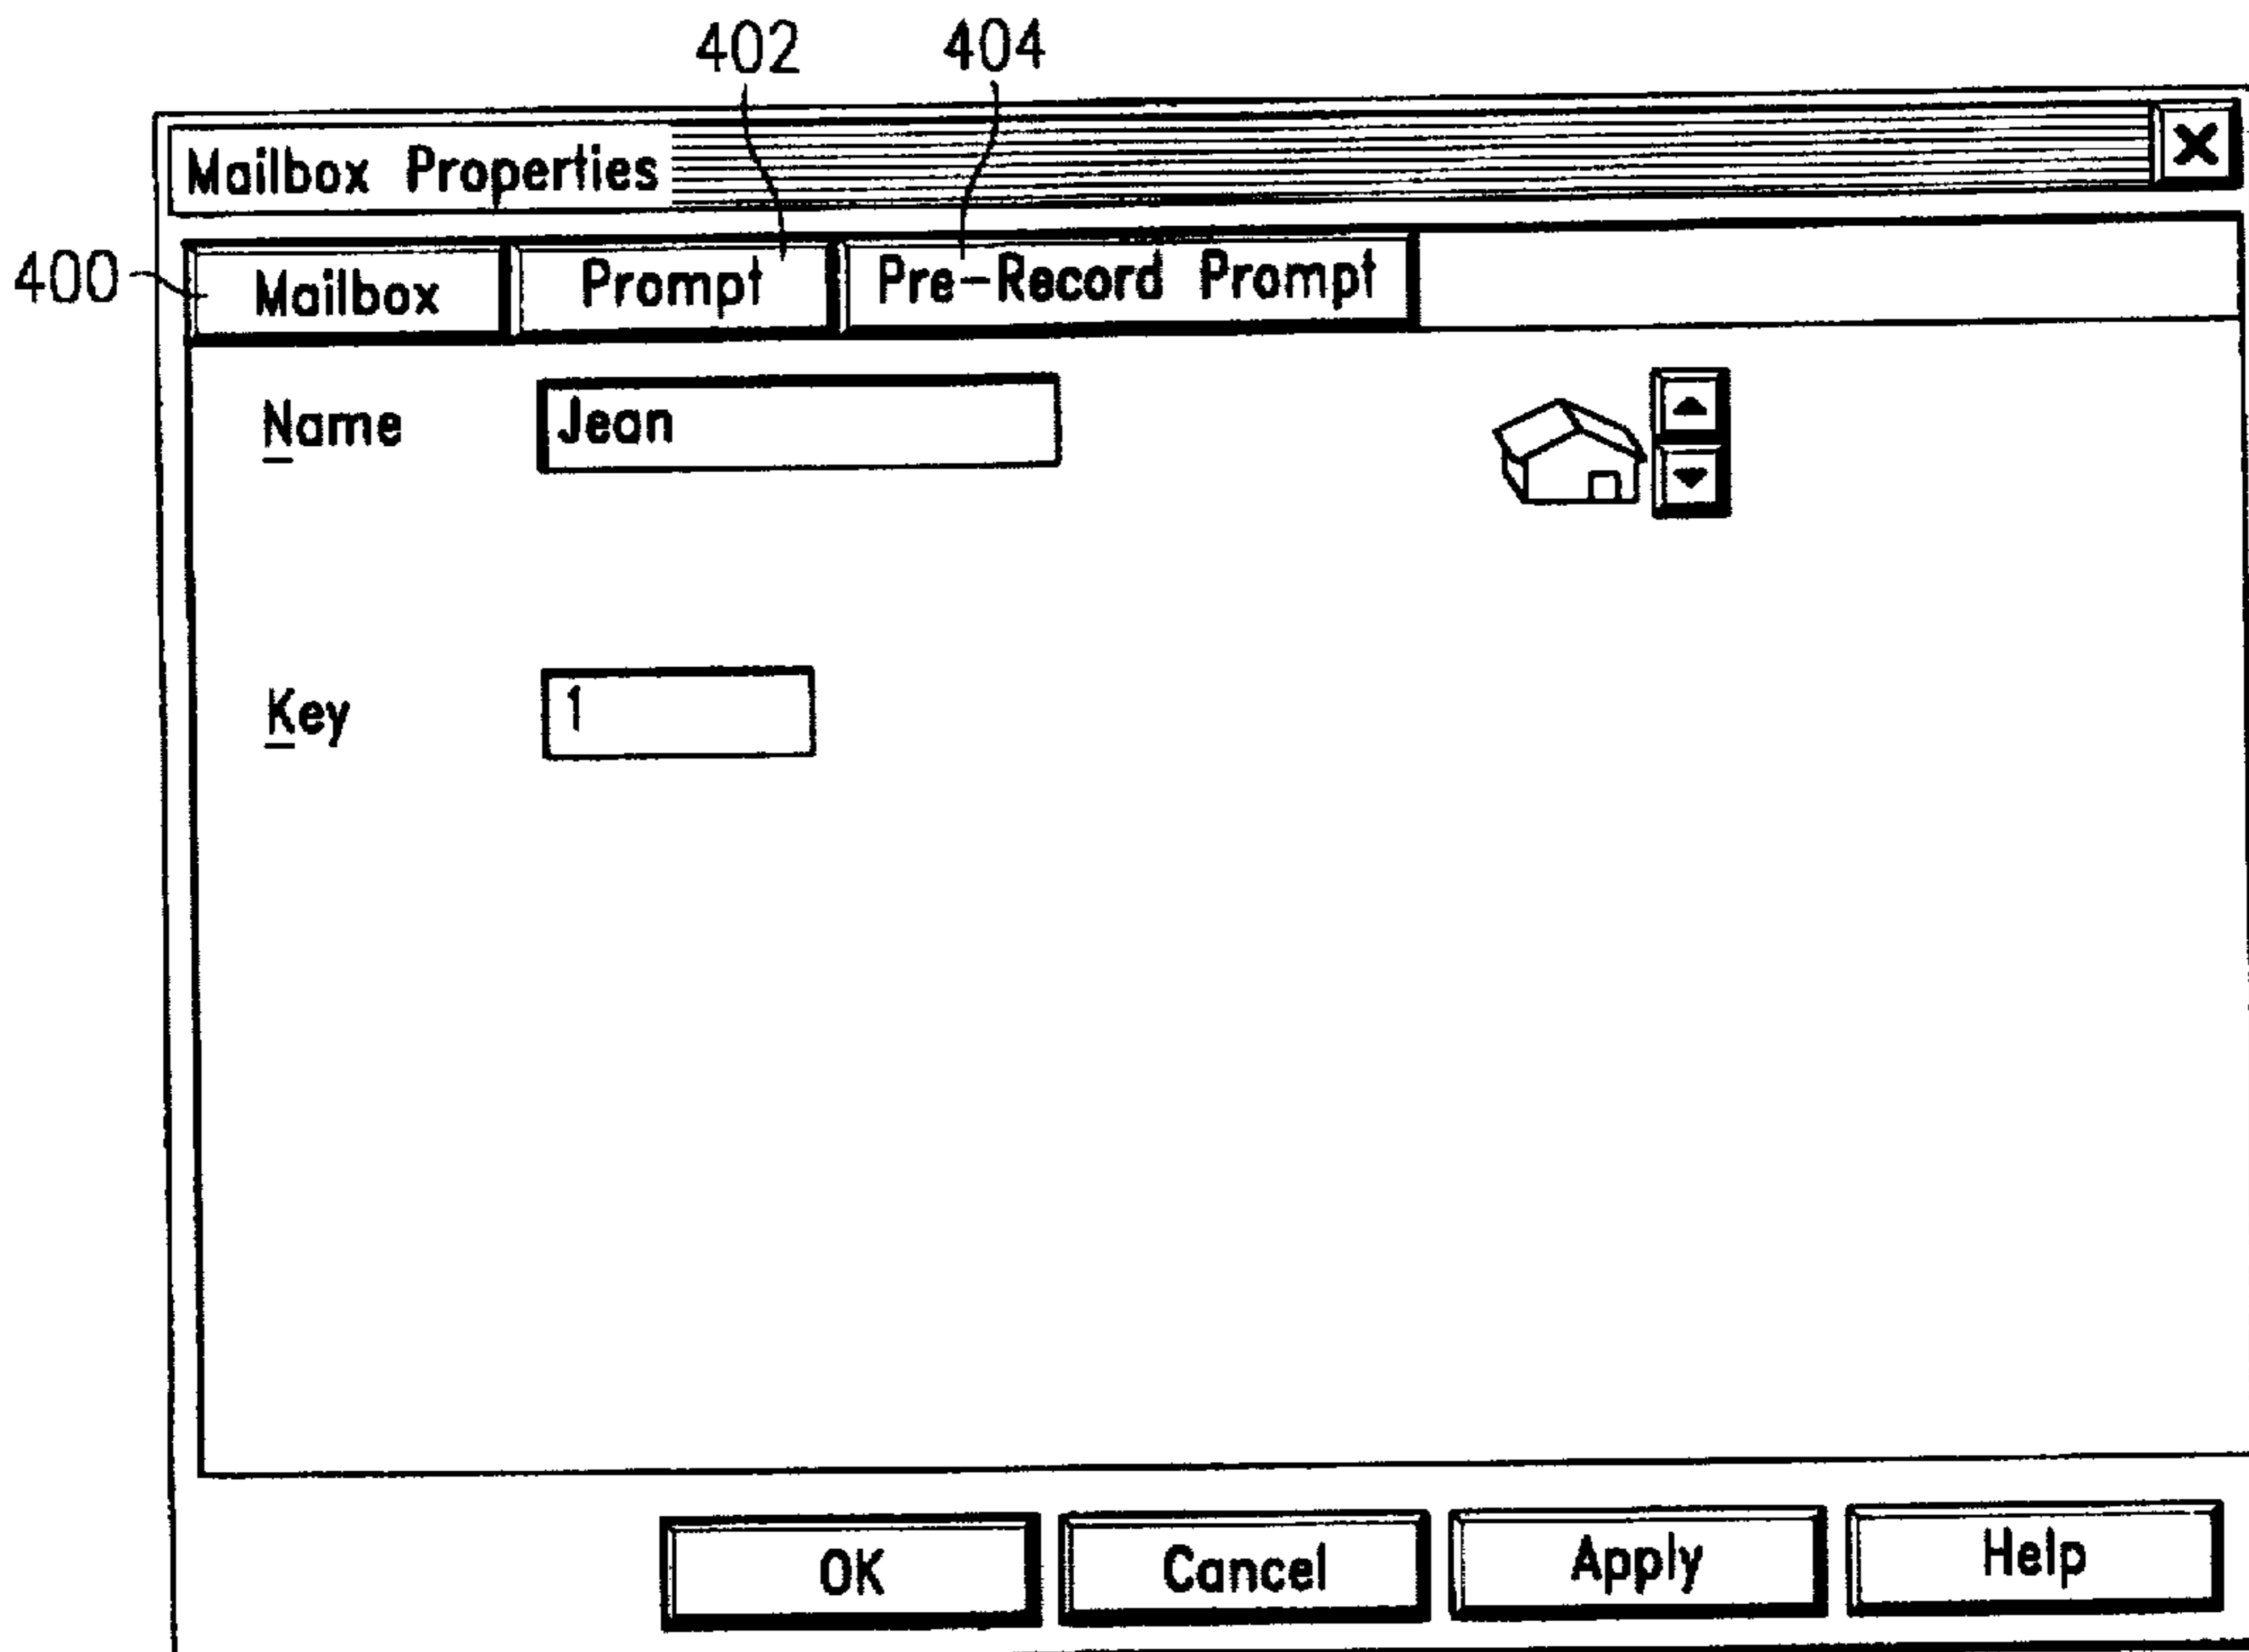 402 404
Mailbox Properties X
400 Mailbox Prompt Pre-Record Prompt
Name Jean
Key 1
OK Cancel Apply Help